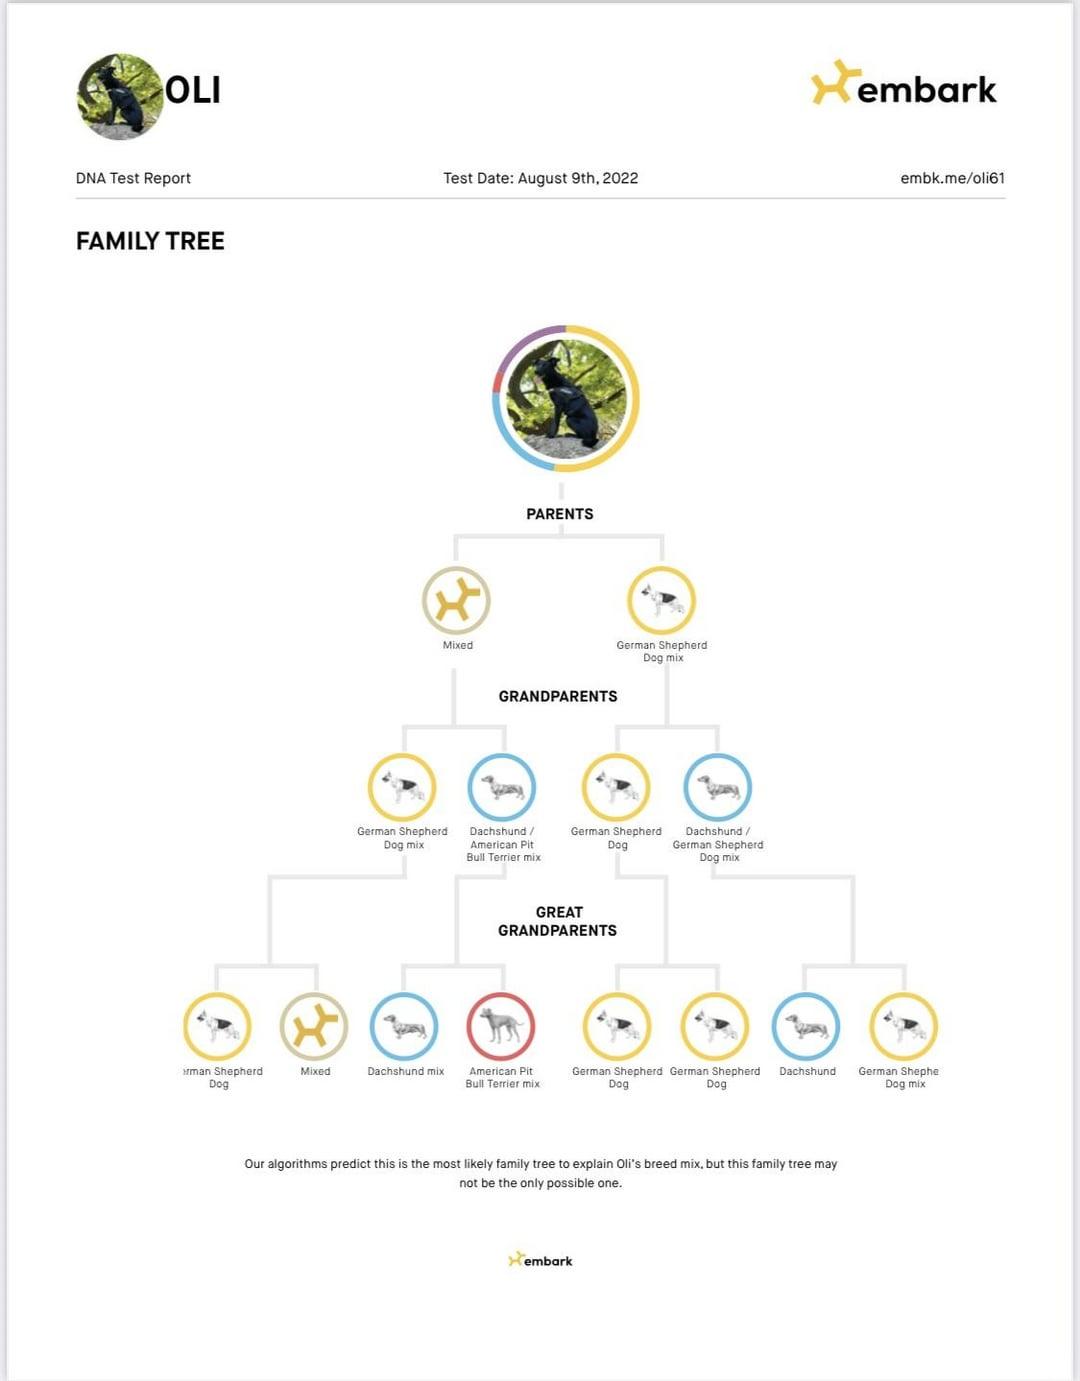 OLI
embark
DNA Test Report
Test Date: August 9th, 2022
embk.me/oli61
FAMILY TREE
PARENTS
Mixed
German Shepherd
Dog mix
GRANDPARENTS
German Shepherd
Dog mix
Dachshund /
American Pit
Bull Terrier mix
German Shepherd
Dog
Dachshund /
German Shepherd
Dog mix
GREAT
GRANDPARENTS
rman Shepherd
Dog
Mixed
Dachshund mix
American Pit
Bull Terrier mix
German Shepherd
Dog
German Shepherd
Dog
Dachshund
German Shephe
Dog mix
Our algorithms predict this is the most likely family tree to explain Oli's breed mix, but this family tree may
not be the only possible one.
embark